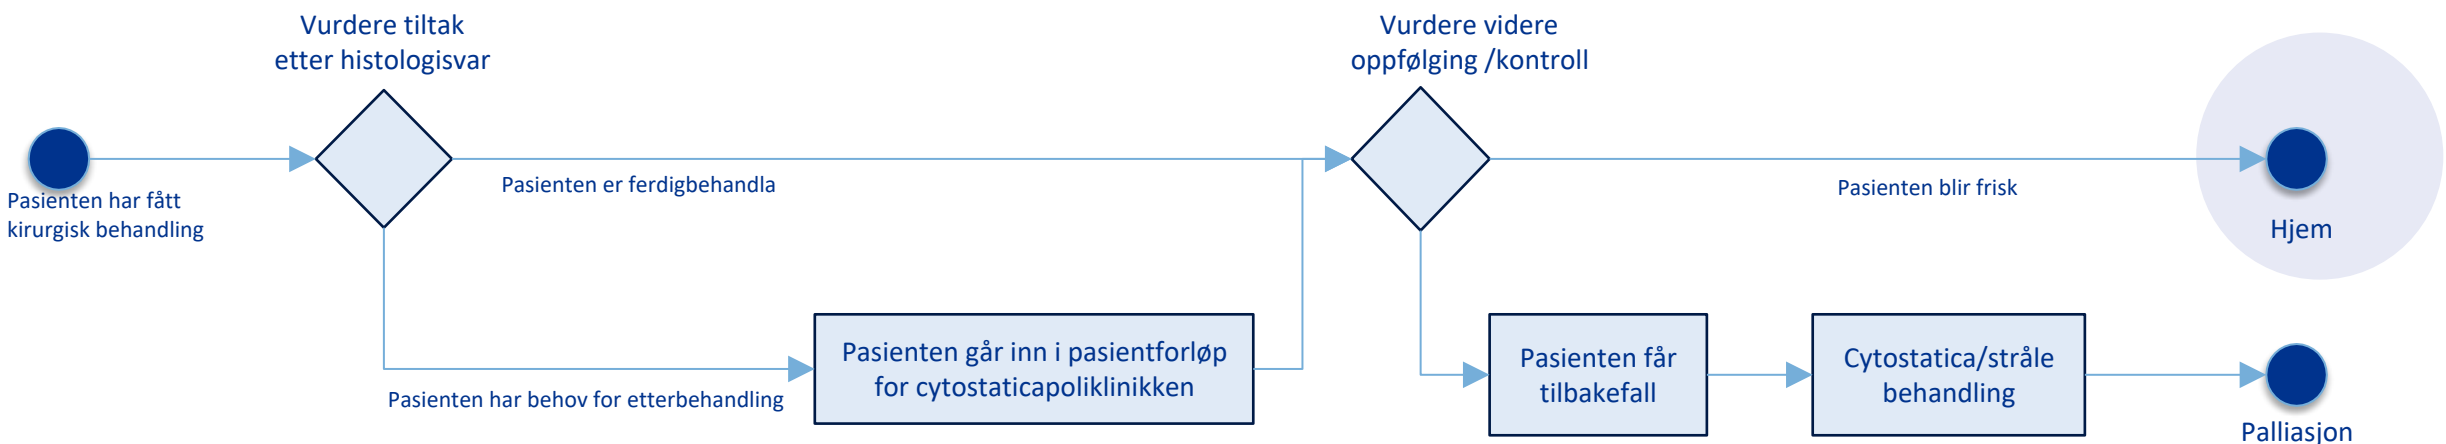 Vurdere tiltak
etter histologisvar
Vurdere videre
oppfølging /kontroll
Pasienten har fått
kirurgisk behandling
Pasienten er ferdigbehandla
Pasienten blir frisk
Hjem
Pasienten har behov for etterbehandling
Pasienten går inn i pasientforløp
for cytostaticapoliklinikken
Pasienten får
tilbakefall
Cytostatica/stråle
behandling
Palliasjon